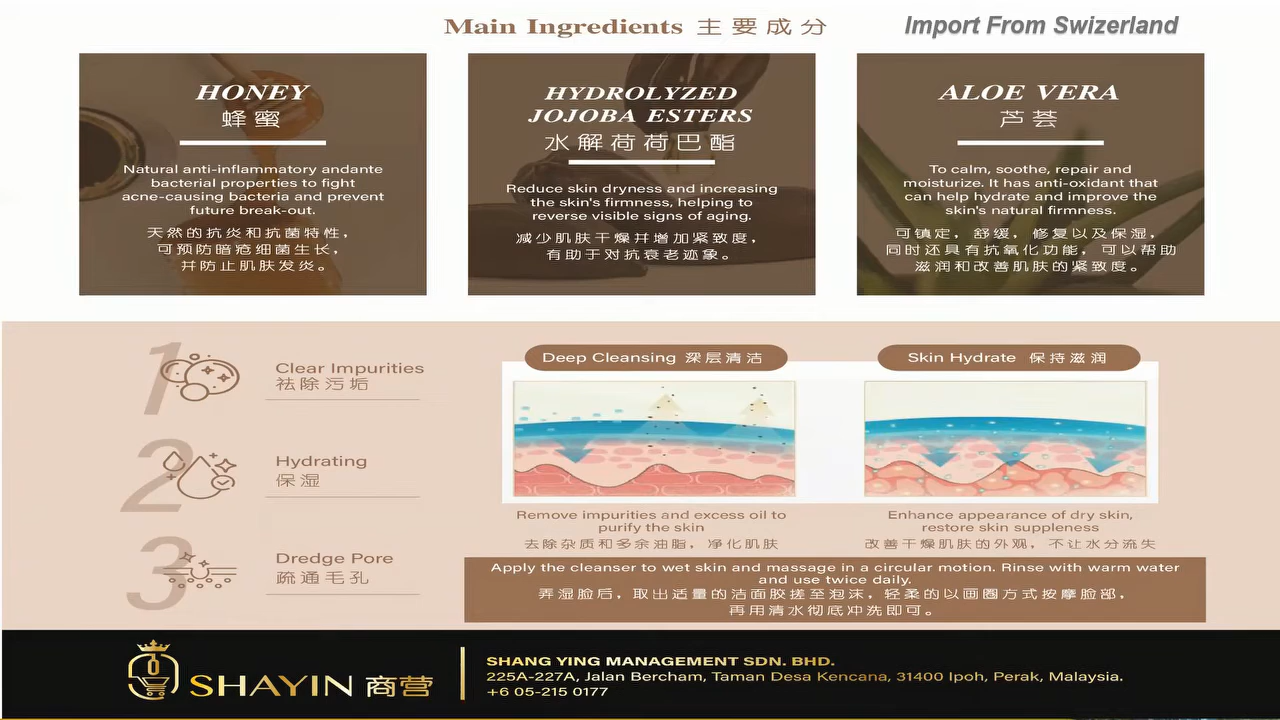 Main Ingredients 主要成分
Import From Swizerland
HONEY
蜂蜜
Natural anti-inflammatory andante
bacterial properties to fight
acne-causing bacteria and prevent
future break-out.
天然的抗炎和抗菌特性，
可预防暗疮细菌生长，
并防止肌肤发炎。
HYDROLYZED
JOJOBA ESTERS
水解荷荷巴酯
Reduce skin dryness and increasing
the skin's firmness, helping to
reverse visible signs of aging.
减少肌肤干燥并增加紧致度，
有助于对抗衰老迹象。
ALOE VERA
芦荟
To calm, soothe, repair and
moisturize. It has anti-oxidant that
can help hydrate and improve the
skin's natural firmness.
可镇定，舒缓，修复以及保湿，
同时还具有抗氧化功能，可以帮助
滋润和改善肌肤的紧致度。
1
Clear Impurities
祛除污垢
2
Hydrating
保湿
3
Dredge Pore
疏通毛孔
Deep Cleansing 深层清洁
Remove impurities and excess oil to
purify the skin
去除杂质和多余油脂，净化肌肤
Skin Hydrate 保持滋润
Enhance appearance of dry skin,
restore skin suppleness
改善干燥肌肤的外观，不让水分流失
Apply the cleanser to wet skin and massage in a circular motion. Rinse with warm water
and use twice daily.
弄湿脸后，取出适量的洁面胶搓至泡沫，轻柔的以画圈方式按摩脸部，
再用清水彻底冲洗即可。
SHAYIN 商营
SHANG YING MANAGEMENT SDN. BHD.
225A-227A, Jalan Bercham, Taman Desa Kencana, 31400 Ipoh, Perak, Malaysia.
+6 05-215 0177